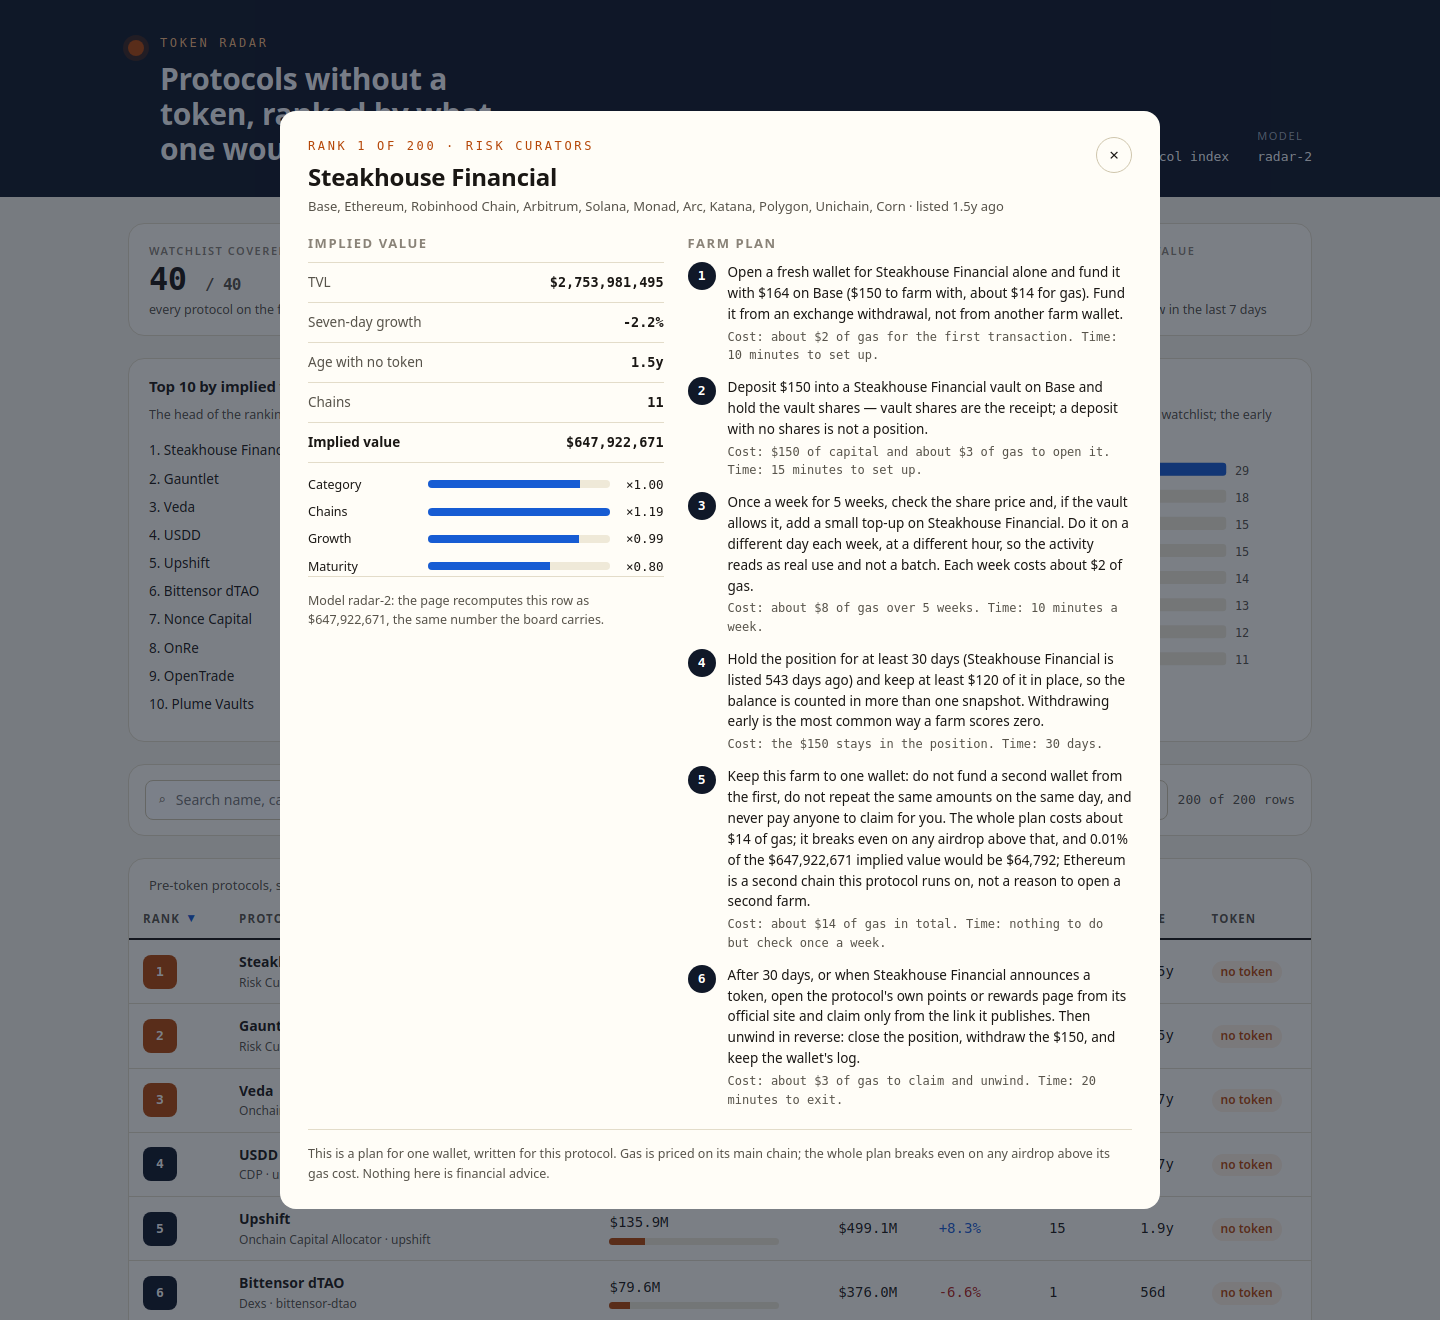 TOKEN RADAR
Protocols without a
token, ranked by what
one wou
col index
MODEL
radar-2
WATCHLIST COVERE
40 / 40
every protocol on the f
ALUE
w in the last 7 days
Top 10 by implied
The head of the rankin
1. Steakhouse Financ
2. Gauntlet
3. Veda
4. USDD
5. Upshift
6. Bittensor dTAO
7. Nonce Capital
8. OnRe
9. OpenTrade
10. Plume Vaults
watchlist; the early
29
18
15
15
14
13
12
11
Search name, ca
200 of 200 rows
Pre-token protocols, s
RANK ▼
PROTO
E
TOKEN
1
Steak
Risk Cu
5y
no token
2
Gaunt
Risk Cu
5y
no token
3
Veda
Onchai
7y
no token
4
USDD
CDP · u
7y
no token
5
Upshift
Onchain Capital Allocator · upshift
$135.9M
$499.1M
+8.3%
15
1.9y
no token
6
Bittensor dTAO
Dexs · bittensor-dtao
$79.6M
$376.0M
-6.6%
1
56d
no token
RANK 1 OF 200 · RISK CURATORS
×
Steakhouse Financial
Base, Ethereum, Robinhood Chain, Arbitrum, Solana, Monad, Arc, Katana, Polygon, Unichain, Corn · listed 1.5y ago
IMPLIED VALUE
TVL $2,753,981,495
Seven-day growth -2.2%
Age with no token 1.5y
Chains 11
Implied value $647,922,671
Category ×1.00
Chains ×1.19
Growth ×0.99
Maturity ×0.80
Model radar-2: the page recomputes this row as
$647,922,671, the same number the board carries.
FARM PLAN
1
Open a fresh wallet for Steakhouse Financial alone and fund it
with $164 on Base ($150 to farm with, about $14 for gas). Fund
it from an exchange withdrawal, not from another farm wallet.
Cost: about $2 of gas for the first transaction. Time:
10 minutes to set up.
2
Deposit $150 into a Steakhouse Financial vault on Base and
hold the vault shares — vault shares are the receipt; a deposit
with no shares is not a position.
Cost: $150 of capital and about $3 of gas to open it.
Time: 15 minutes to set up.
3
Once a week for 5 weeks, check the share price and, if the vault
allows it, add a small top-up on Steakhouse Financial. Do it on a
different day each week, at a different hour, so the activity
reads as real use and not a batch. Each week costs about $2 of
gas.
Cost: about $8 of gas over 5 weeks. Time: 10 minutes a
week.
4
Hold the position for at least 30 days (Steakhouse Financial is
listed 543 days ago) and keep at least $120 of it in place, so the
balance is counted in more than one snapshot. Withdrawing
early is the most common way a farm scores zero.
Cost: the $150 stays in the position. Time: 30 days.
5
Keep this farm to one wallet: do not fund a second wallet from
the first, do not repeat the same amounts on the same day, and
never pay anyone to claim for you. The whole plan costs about
$14 of gas; it breaks even on any airdrop above that, and 0.01%
of the $647,922,671 implied value would be $64,792; Ethereum
is a second chain this protocol runs on, not a reason to open a
second farm.
Cost: about $14 of gas in total. Time: nothing to do
but check once a week.
6
After 30 days, or when Steakhouse Financial announces a
token, open the protocol's own points or rewards page from its
official site and claim only from the link it publishes. Then
unwind in reverse: close the position, withdraw the $150, and
keep the wallet's log.
Cost: about $3 of gas to claim and unwind. Time: 20
minutes to exit.
This is a plan for one wallet, written for this protocol. Gas is priced on its main chain; the whole plan breaks even on any airdrop above its
gas cost. Nothing here is financial advice.